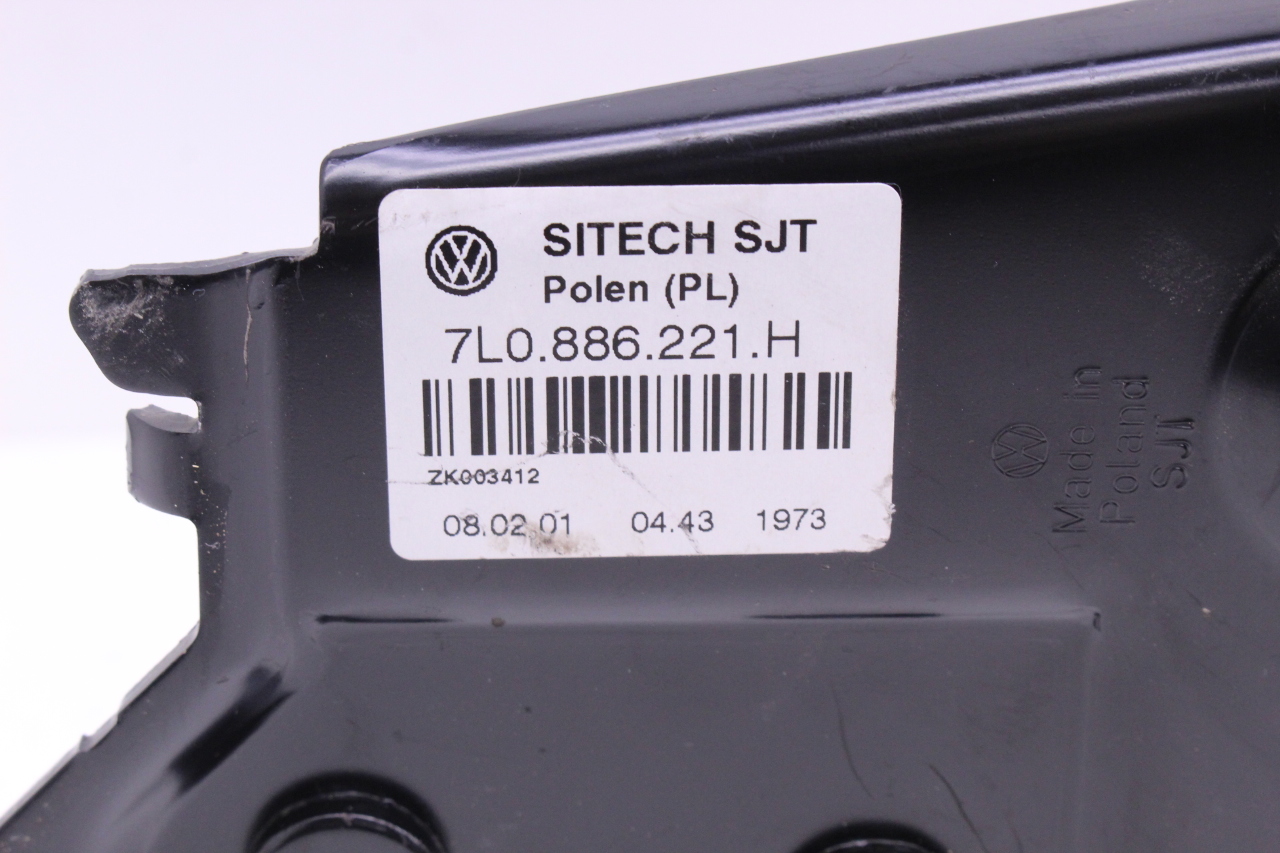 SITECH SJT
Polen (PL)
7L0.886.221.H
ZK003412
08.02.01 04.43 1973
Made in
Poland
SJT